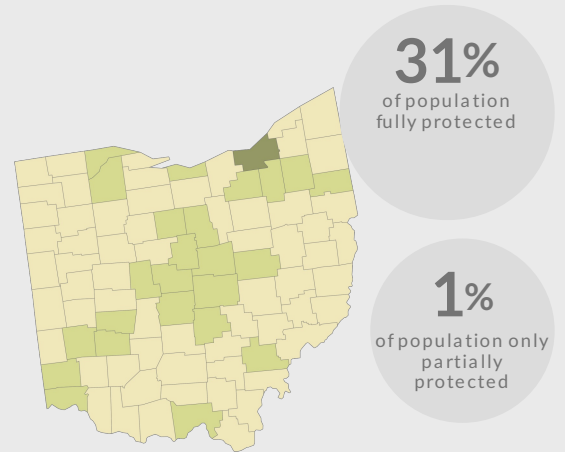 31%
of population
fully protected
1%
of population only
partially
protected